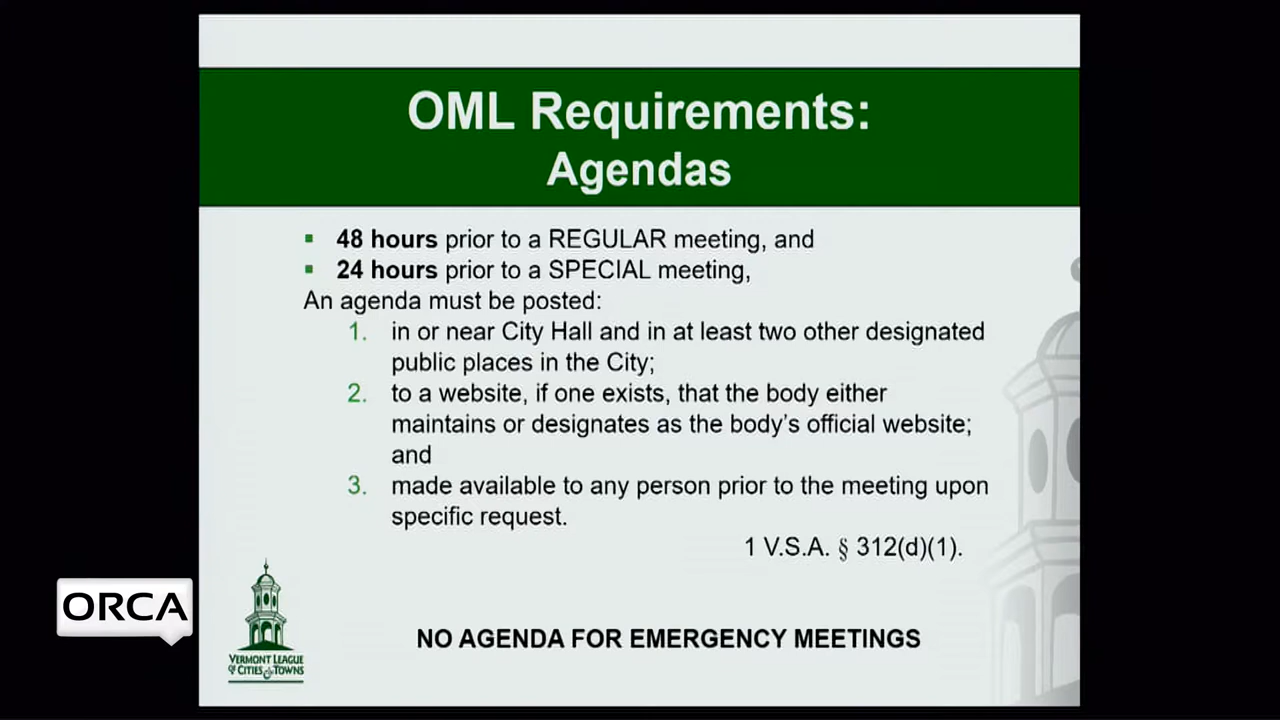 OML Requirements:
Agendas
▪ 48 hours prior to a REGULAR meeting, and
▪ 24 hours prior to a SPECIAL meeting,
An agenda must be posted:
1. in or near City Hall and in at least two other designated
public places in the City;
2. to a website, if one exists, that the body either
maintains or designates as the body's official website;
and
3. made available to any person prior to the meeting upon
specific request.
1 V.S.A. § 312(d)(1).
ORCA
VERMONT LEAGUE
OF CITIES & TOWNS
NO AGENDA FOR EMERGENCY MEETINGS